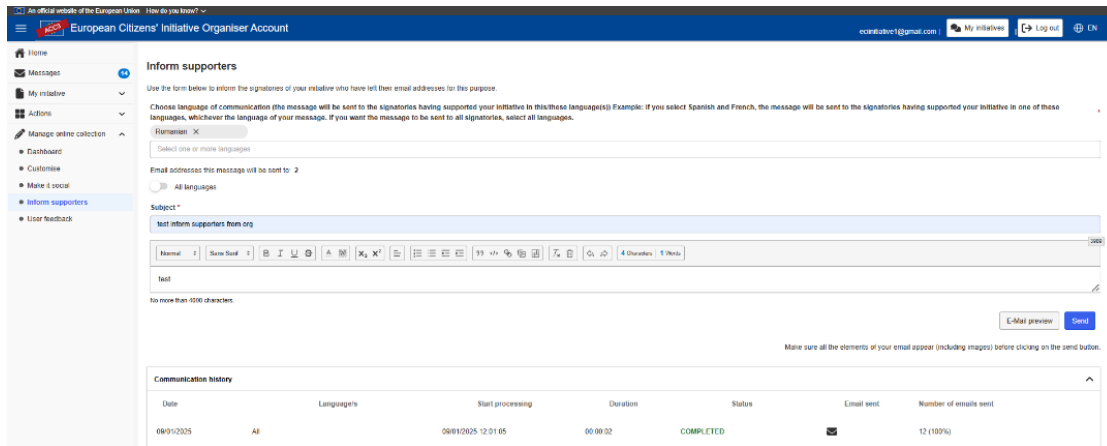 An official website of the European Union How do you know?
ACCS
European Citizens' Initiative Organiser Account
ecinitiative1@gmail.com |
My initiatives
|
Log out
EN
Home
Messages
14
My initiative
Actions
Manage online collection
Dashboard
Customise
Make it social
Inform supporters
User feedback
Inform supporters
Use the form below to inform the signatories of your initiative who have left their email addresses for this purpose.
Choose language of communication (the message will be sent to the signatories having supported your initiative in this/these language(s)) Example: if you select Spanish and French, the message will be sent to the signatories having supported your initiative in one of these
languages, whichever the language of your message. If you want the message to be sent to all signatories, select all languages.
*
Romanian X
Select one or more languages
Email addresses this message will be sent to: 2
All languages
Subject *
test inform supporters from org
Normal
Sans Serif
4 Characters 1 Words
test
No more than 4000 characters.
E-Mail preview
Send
Make sure all the elements of your email appear (including images) before clicking on the send button.
Communication history
Date Language/s Start processing Duration Status Email sent Number of emails sent
09/01/2025 All 09/01/2025 12:01:05 00:00:02 COMPLETED 12 (100%)